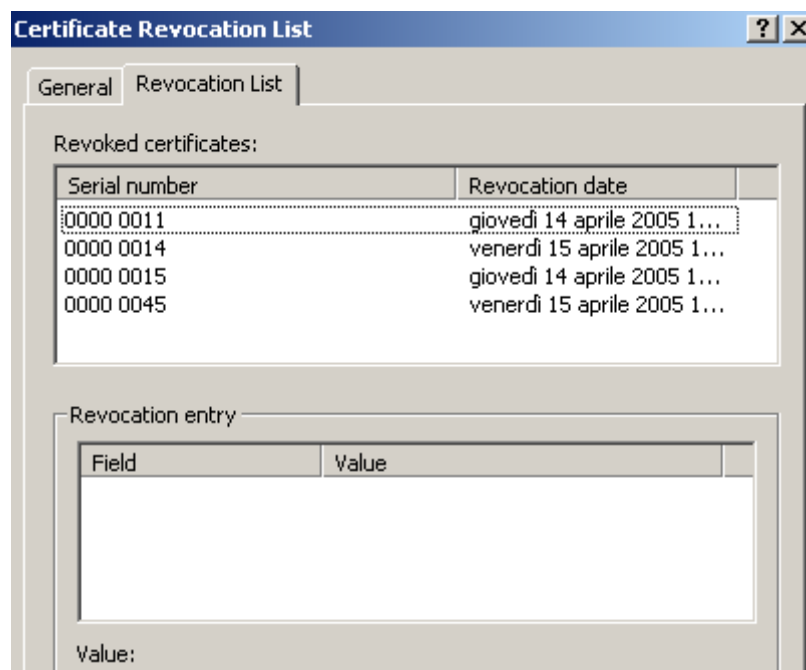 Certificate Revocation List
General Revocation List
Revoked certificates:
Serial number Revocation date
0000 0011 giovedì 14 aprile 2005 1...
0000 0014 venerdì 15 aprile 2005 1...
0000 0015 giovedì 14 aprile 2005 1...
0000 0045 venerdì 15 aprile 2005 1...
Revocation entry
Field Value
Value: